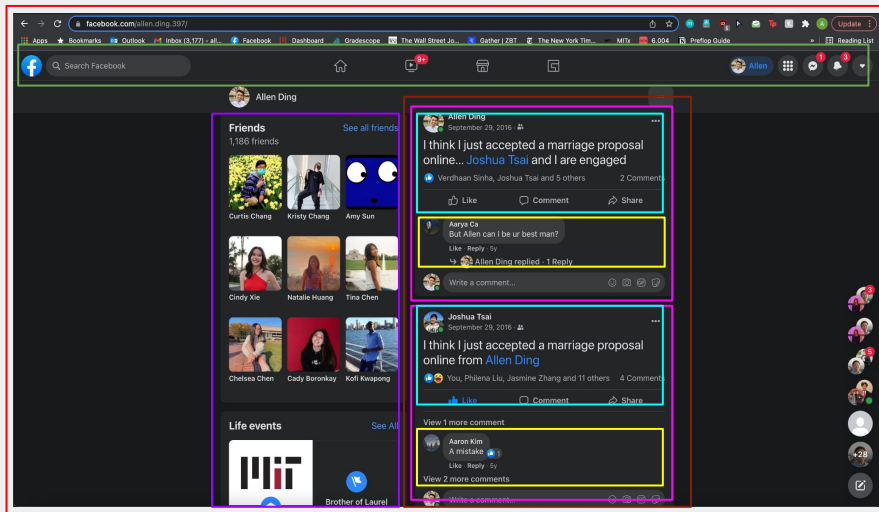 facebook.com/allen.ding.397/
Update
Apps Bookmarks Outlook Inbox (3,177) - all... Facebook Dashboard Gradescope The Wall Street Jo... Gather | ZBT The New York Tim... MITx 6.004 Preflop Guide » Reading List
Search Facebook
9+
Allen
1
3
Allen Ding
Friends
See all friends
1,186 friends
Curtis Chang
Kristy Chang
Amy Sun
Cindy Xie
Natalie Huang
Tina Chen
Chelsea Chen
Cady Boronkay
Kofi Kwapong
Life events
See All
Brother of Laurel
Allen Ding
September 29, 2016
I think I just accepted a marriage proposal
online... Joshua Tsai and I are engaged
Verdhaan Sinha, Joshua Tsai and 5 others
2 Comments
Like
Comment
Share
Aarya Ca
But Allen can I be ur best man?
Like · Reply · 5y
Allen Ding replied · 1 Reply
Write a comment...
Joshua Tsai
September 29, 2016
I think I just accepted a marriage proposal
online from Allen Ding
You, Philena Liu, Jasmine Zhang and 11 others
4 Comments
Like
Comment
Share
View 1 more comment
Aaron Kim
A mistake
1
Like · Reply · 5y
View 2 more comments
Write a comment...
3
5
+28